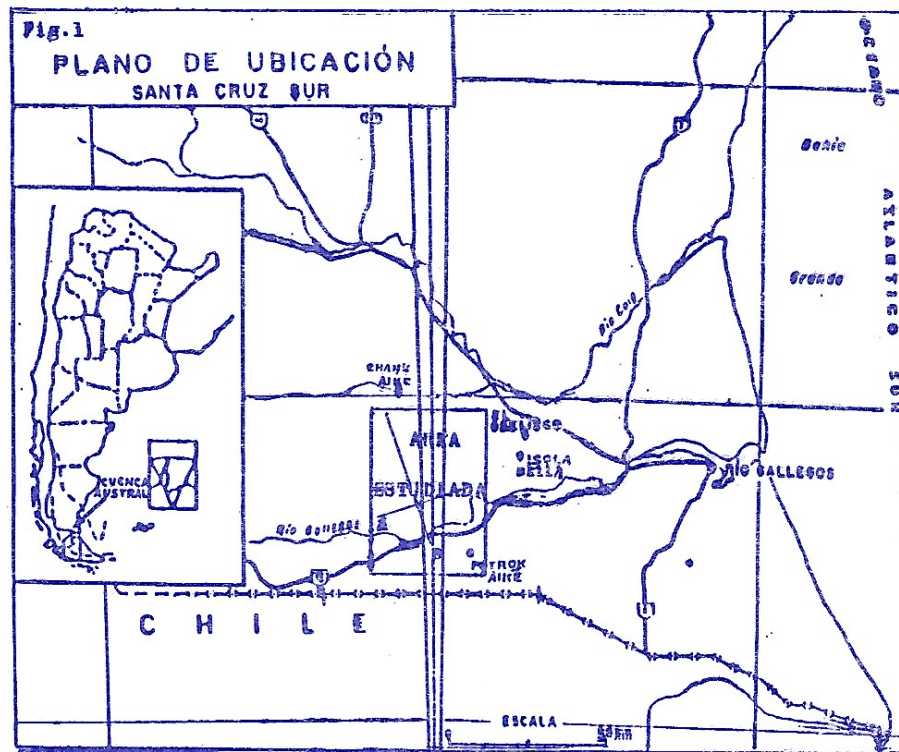 Fig.1
PLANO DE UBICACIÓN
SANTA CRUZ SUR
OCEANO
ATLANTICO SUR
Bahía
Grande
Río Coig
CHANK
AIKE
AREA
ESTUDIADA
ISOLA
BELLA
RIO GALLEGOS
CUENCA
AUSTRAL
Río Gallegos
POTROK
AIKE
CHILE
ESCALA